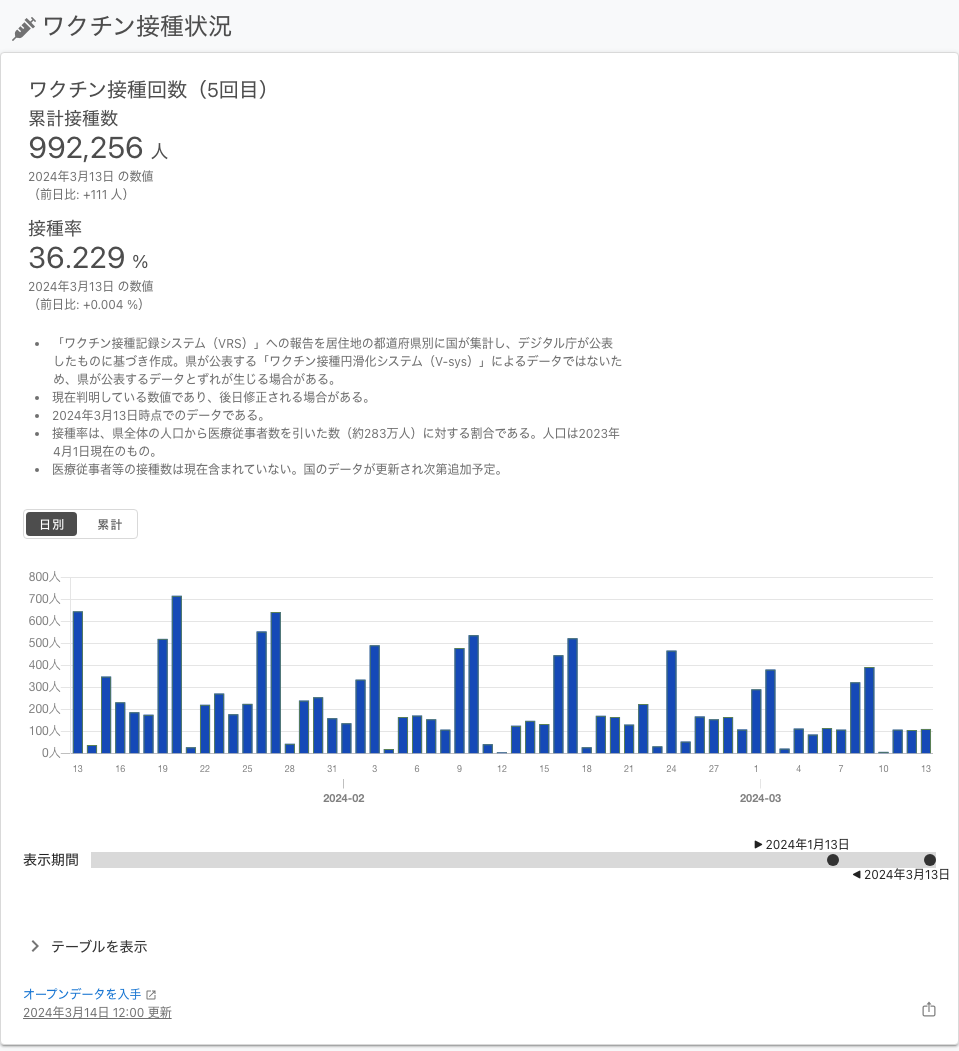 ワクチン接種状況
ワクチン接種回数（5回目）
累計接種数
992,256 人
2024年3月13日 の数値
（前日比: +111 人）
接種率
36.229 %
2024年3月13日 の数値
（前日比: +0.004 %）
• 「ワクチン接種記録システム（VRS）」への報告を居住地の都道府県別に国が集計し、デジタル庁が公表
したものに基づき作成。県が公表する「ワクチン接種円滑化システム（V-sys）」によるデータではないた
め、県が公表するデータとずれが生じる場合がある。
• 現在判明している数値であり、後日修正される場合がある。
• 2024年3月13日時点でのデータである。
• 接種率は、県全体の人口から医療従事者数を引いた数（約283万人）に対する割合である。人口は2023年
4月1日現在のもの。
• 医療従事者等の接種数は現在含まれていない。国のデータが更新され次第追加予定。
日別 累計
800人
700人
600人
500人
400人
300人
200人
100人
0人
13 16 19 22 25 28 31 3 6 9 12 15 18 21 24 27 1 4 7 10 13
2024-02 2024-03
▶ 2024年1月13日
表示期間
◀ 2024年3月13日
テーブルを表示
オープンデータを入手
2024年3月14日 12:00 更新